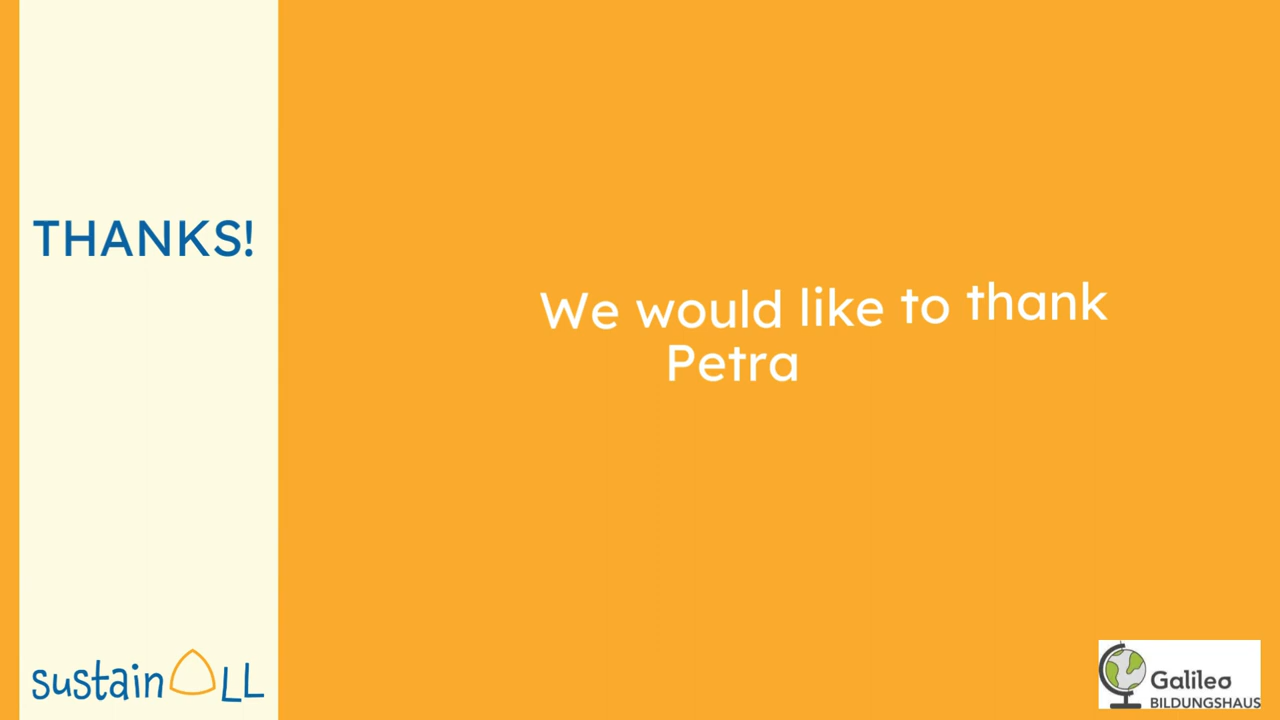 THANKS!
We would like to thank
Petra
sustainALL
Galileo
BILDUNGSHAUS